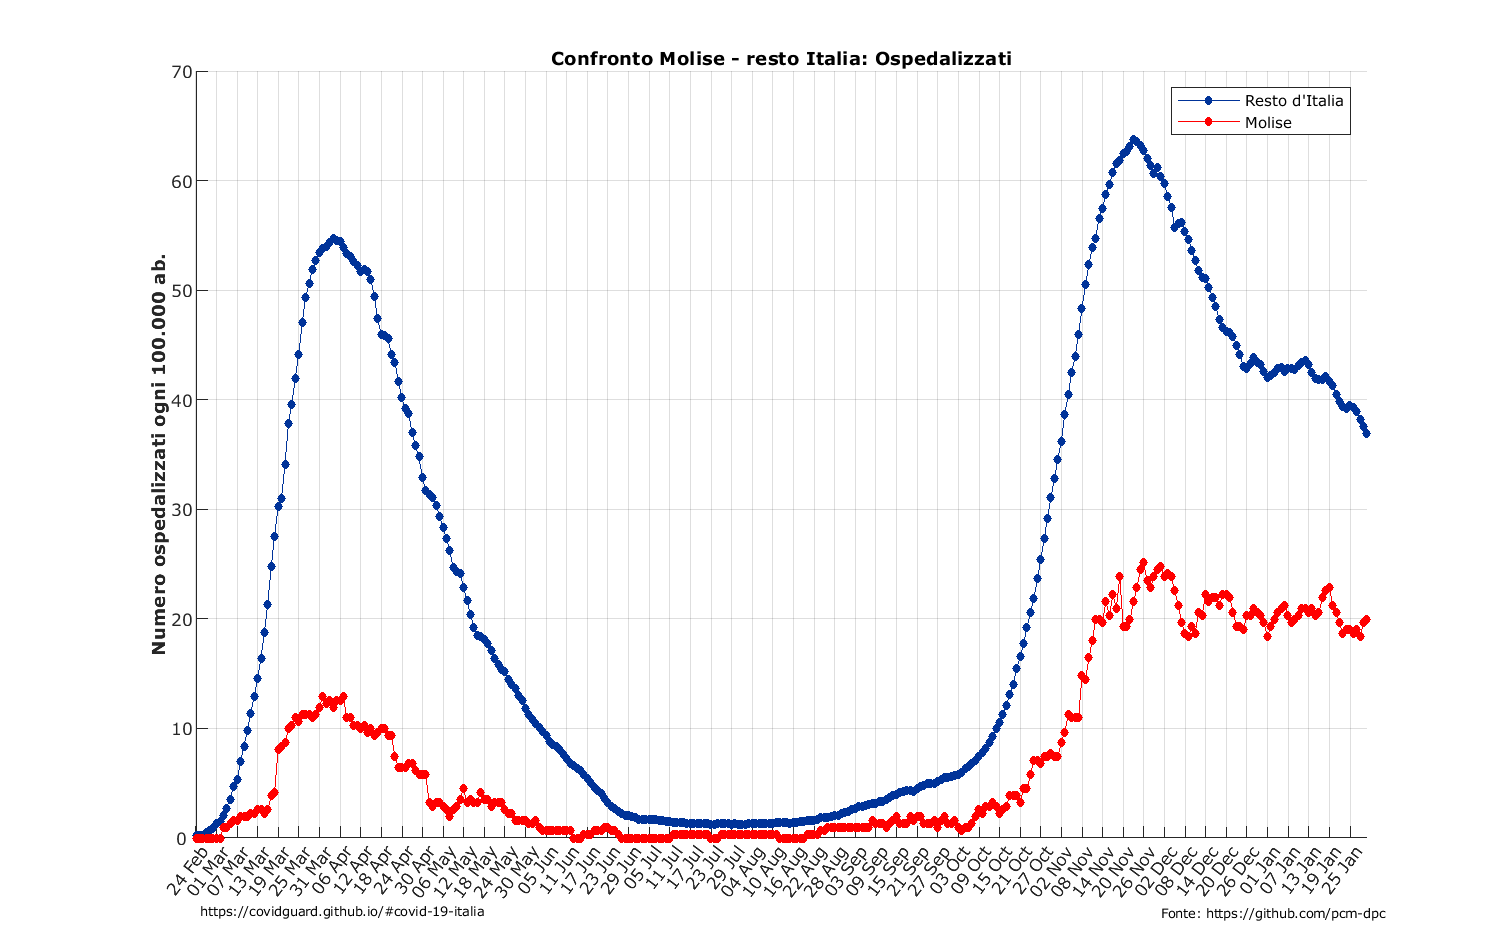 Confronto Molise - resto Italia: Ospedalizzati
Resto d'Italia
Molise
Numero ospedalizzati ogni 100.000 ab.
70
60
50
40
30
20
10
0
24 Feb
01 Mar
07 Mar
13 Mar
19 Mar
25 Mar
31 Mar
06 Apr
12 Apr
18 Apr
24 Apr
30 Apr
06 May
12 May
18 May
24 May
30 May
05 Jun
11 Jun
17 Jun
23 Jun
29 Jun
05 Jul
11 Jul
17 Jul
23 Jul
29 Jul
04 Aug
10 Aug
16 Aug
22 Aug
28 Aug
03 Sep
09 Sep
15 Sep
21 Sep
27 Sep
03 Oct
09 Oct
15 Oct
21 Oct
27 Oct
02 Nov
08 Nov
14 Nov
20 Nov
26 Nov
02 Dec
08 Dec
14 Dec
20 Dec
26 Dec
01 Jan
07 Jan
13 Jan
19 Jan
25 Jan
https://covidguard.github.io/#covid-19-italia
Fonte: https://github.com/pcm-dpc